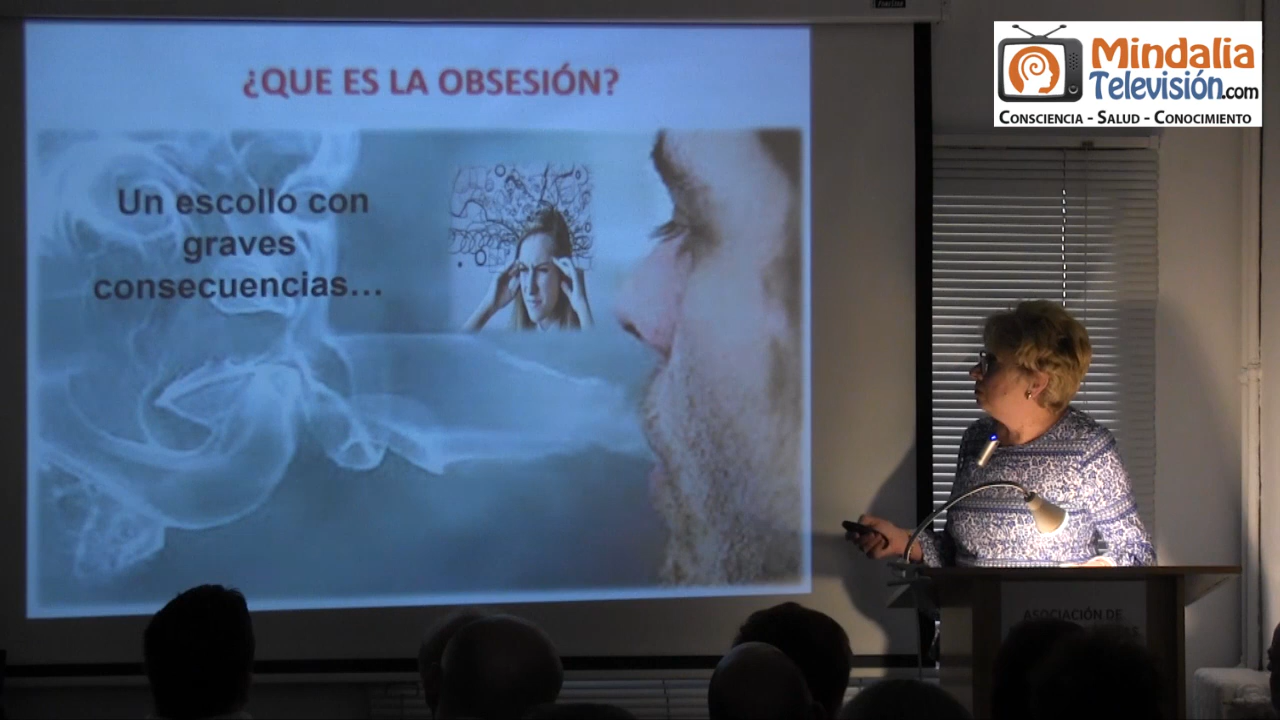 ¿QUE ES LA OBSESIÓN?
Un escollo con
graves
consecuencias...
Mindalia
Televisión.com
CONSCIENCIA - SALUD - CONOCIMIENTO
ASOCIACIÓN DE